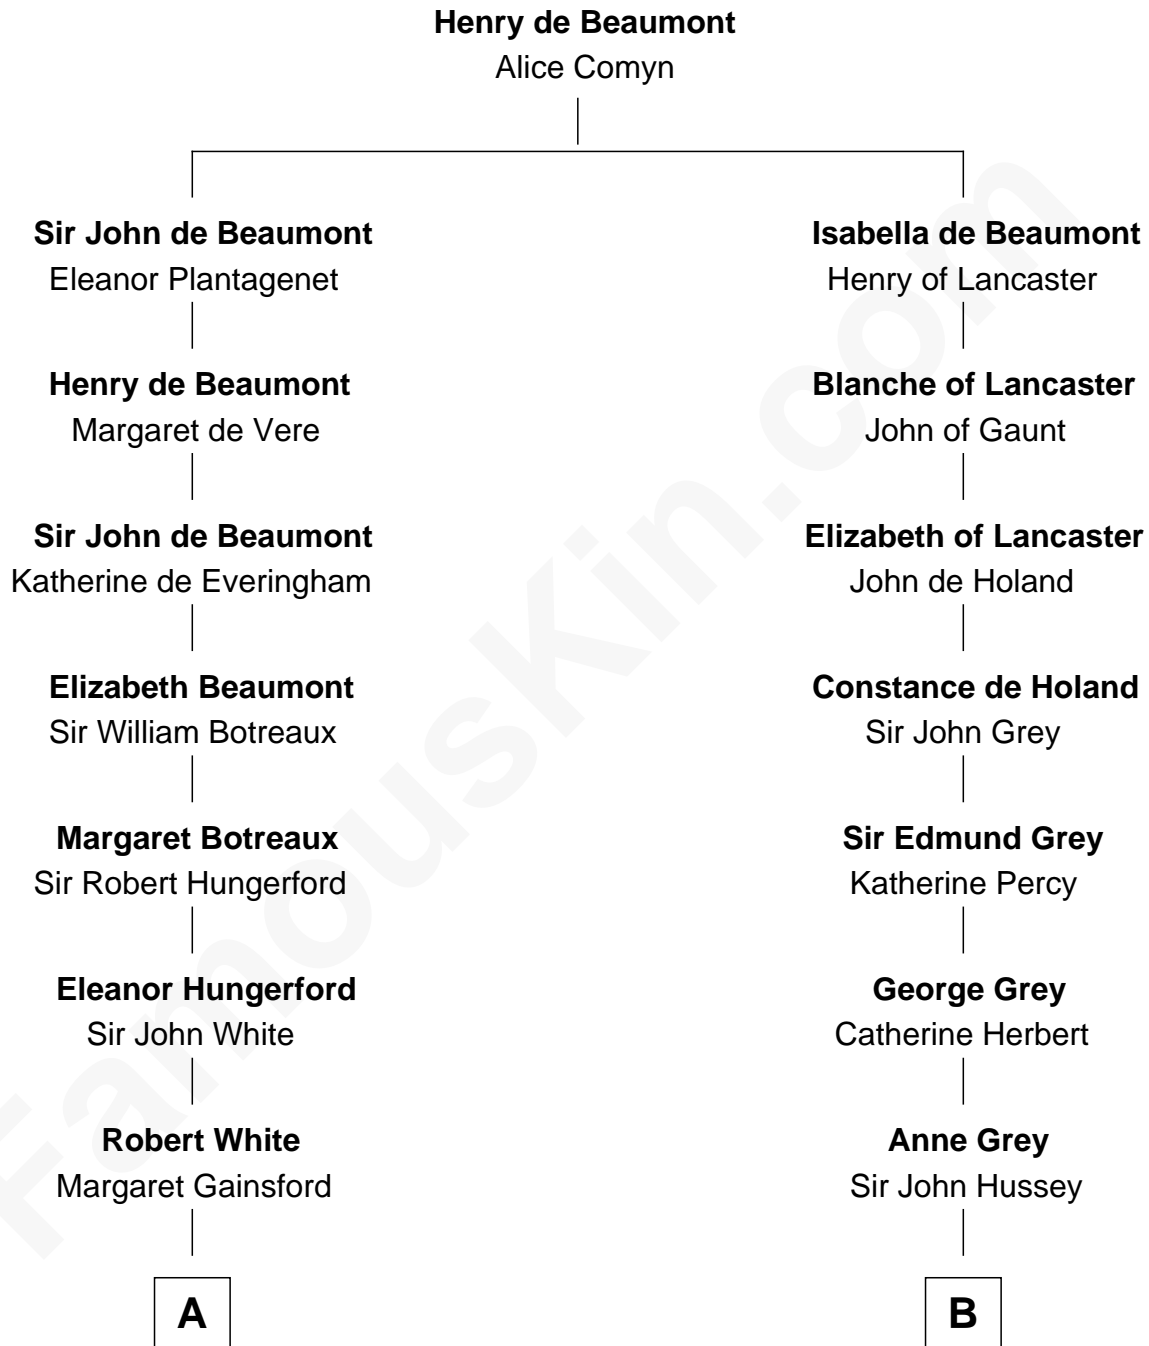 Henry de Beaumont
Alice Comyn
Sir John de Beaumont
Eleanor Plantagenet
Isabella de Beaumont
Henry of Lancaster
Henry de Beaumont
Margaret de Vere
Blanche of Lancaster
John of Gaunt
Sir John de Beaumont
Katherine de Everingham
Elizabeth of Lancaster
John de Holand
Elizabeth Beaumont
Sir William Botreaux
Constance de Holand
Sir John Grey
Margaret Botreaux
Sir Robert Hungerford
Sir Edmund Grey
Katherine Percy
Eleanor Hungerford
Sir John White
George Grey
Catherine Herbert
Robert White
Margaret Gainsford
Anne Grey
Sir John Hussey
A
B
FamousKin.com